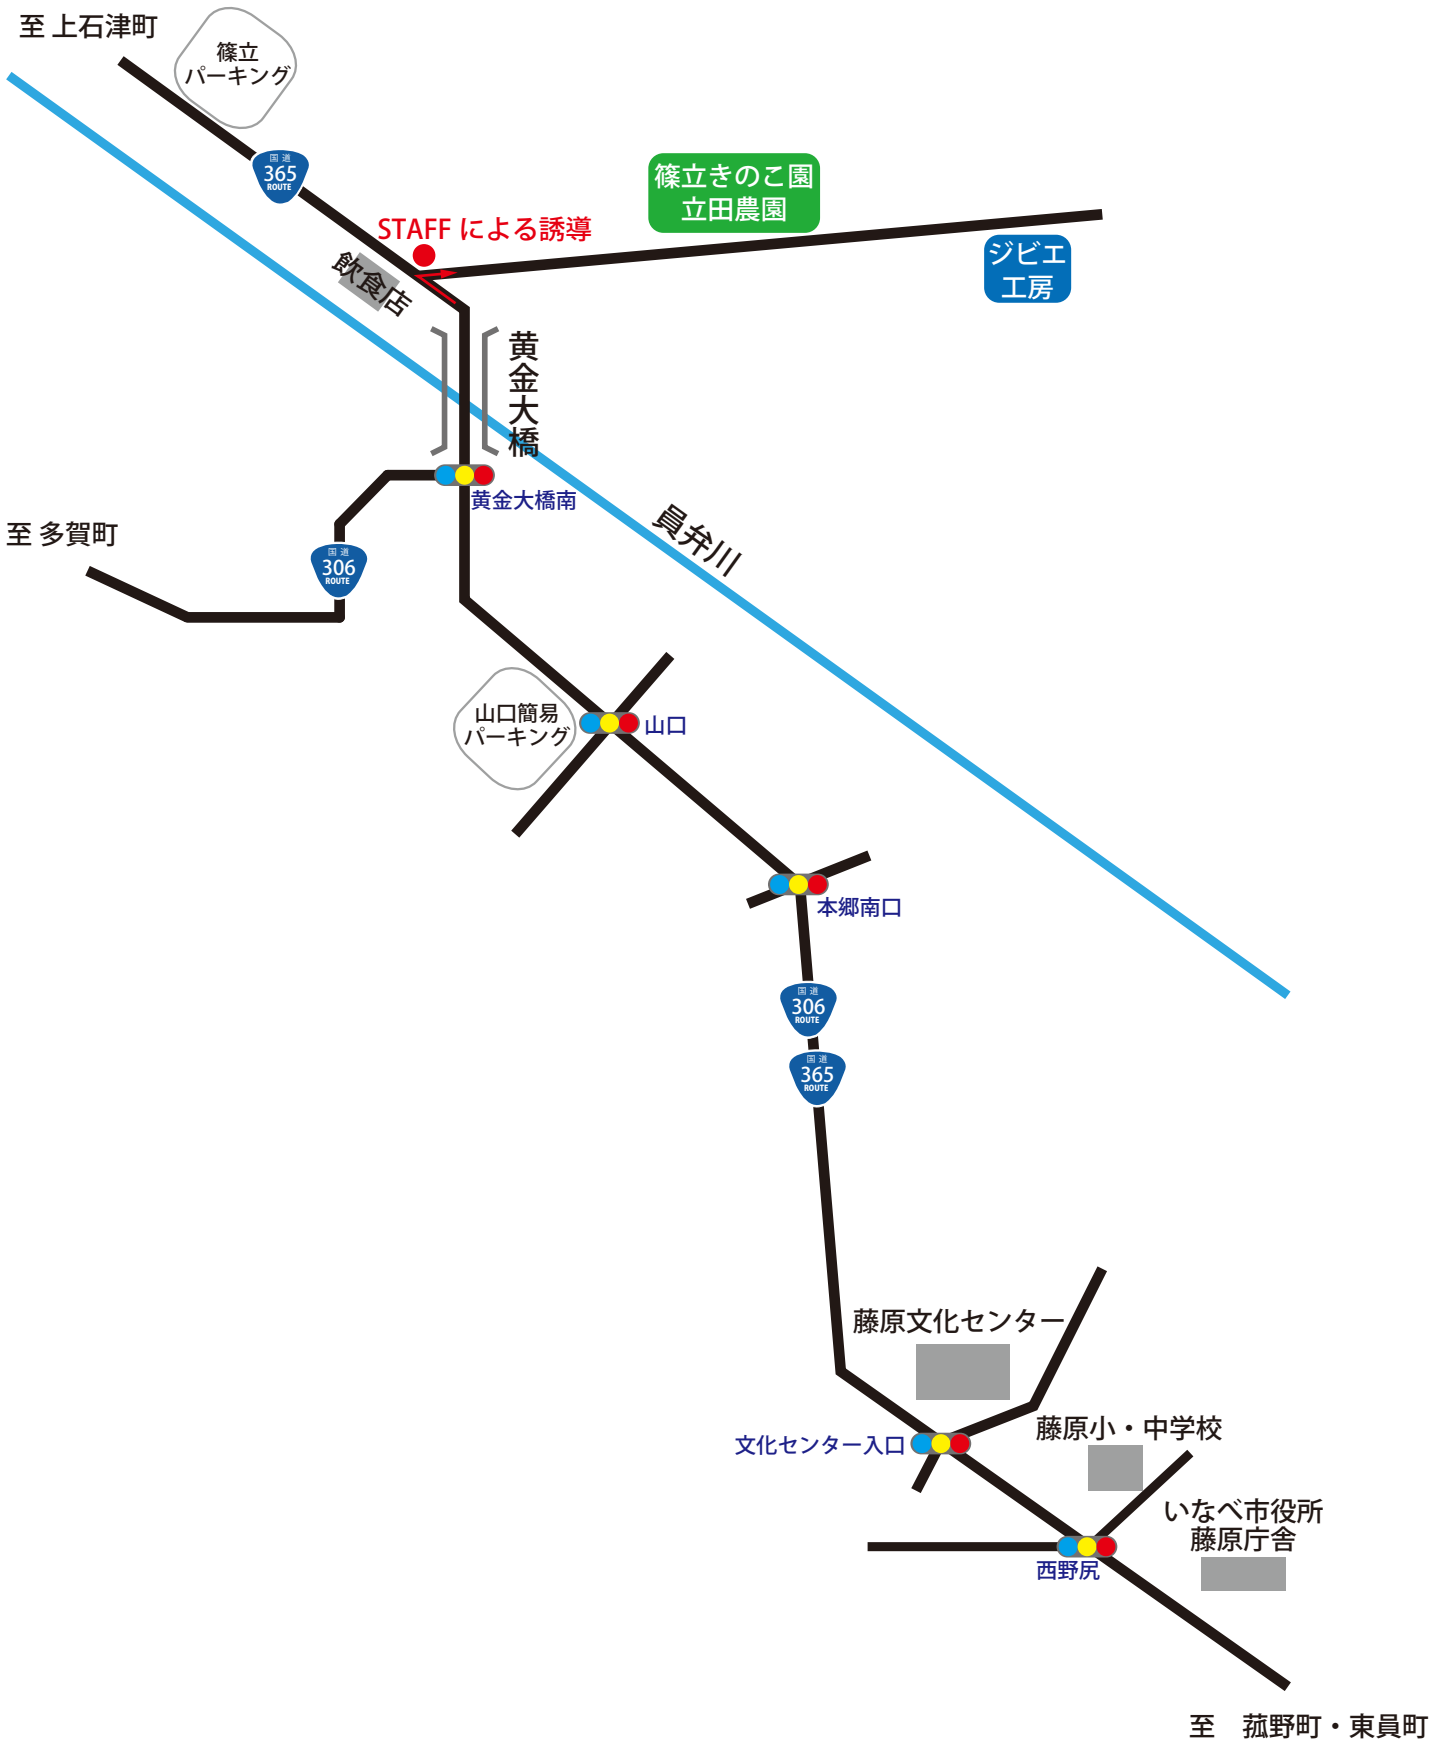 至 上石津町
篠立
パーキング
国道
365
ROUTE
篠立きのこ園
立田農園
STAFF による誘導
ジビエ
工房
飲食店
黄金大橋
黄金大橋南
員弁川
至 多賀町
国道
306
ROUTE
山口簡易
パーキング
山口
本郷南口
国道
306
ROUTE
国道
365
ROUTE
藤原文化センター
文化センター入口
藤原小・中学校
いなべ市役所
藤原庁舎
西野尻
至　菰野町・東員町